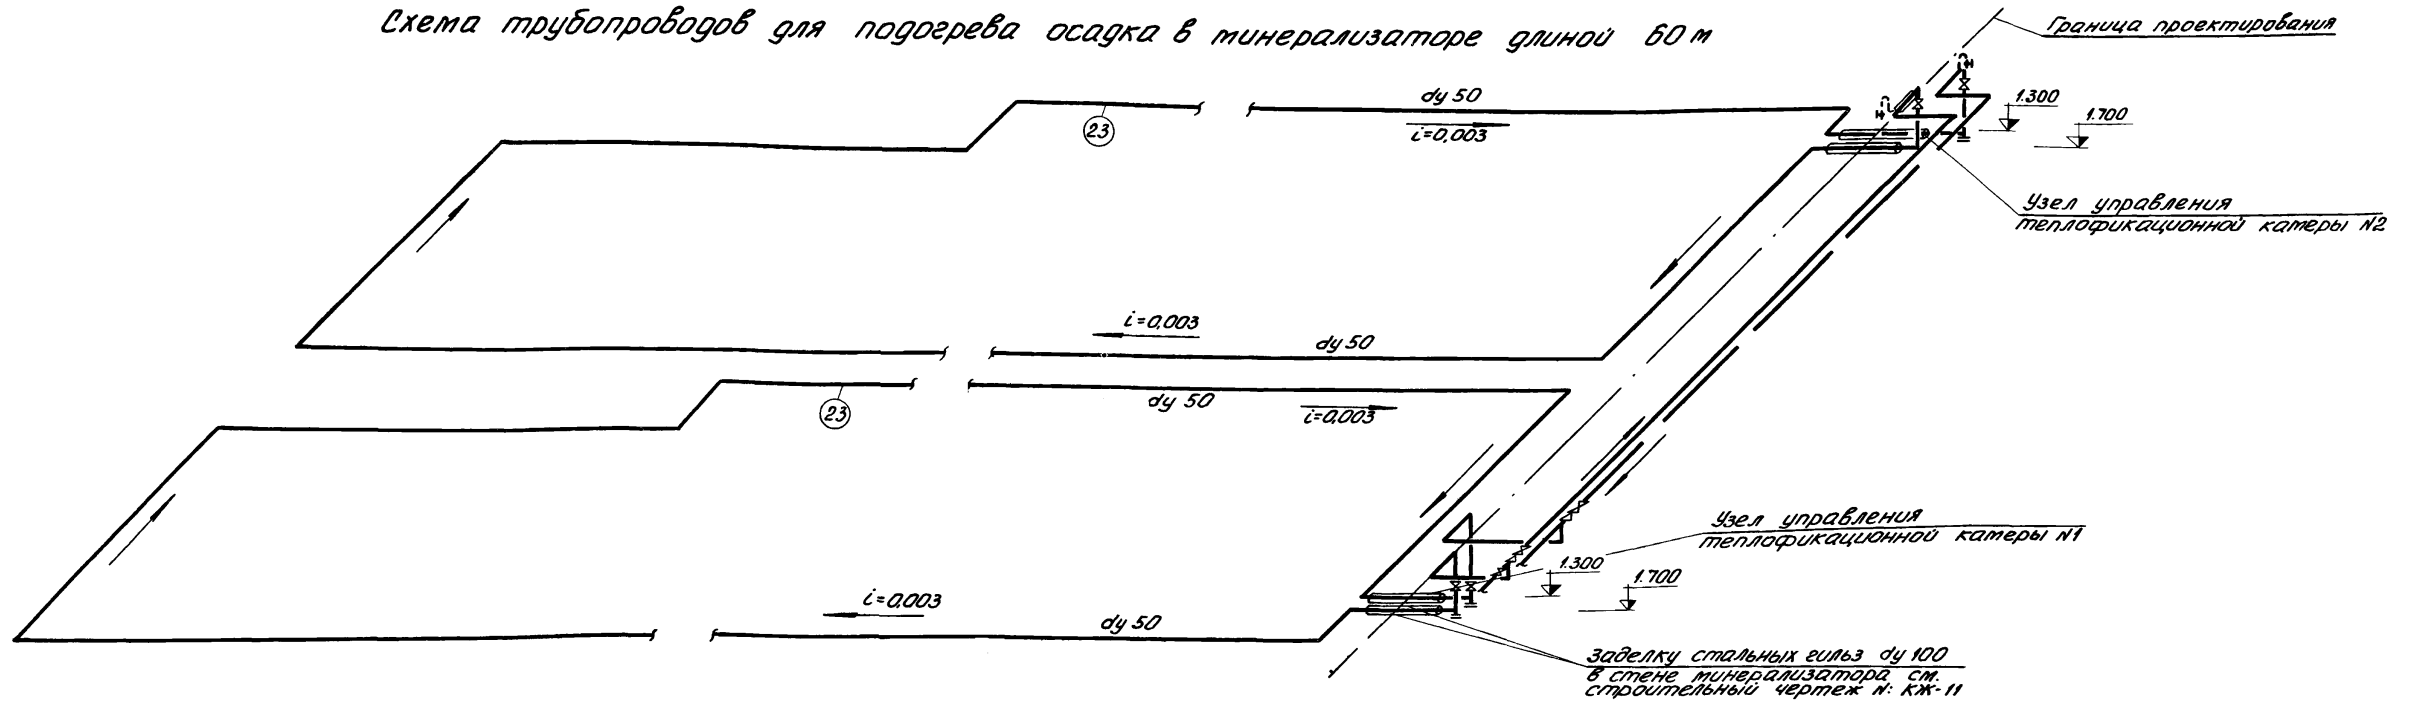 Схема трубопроводов для подогрева осадка в минерализаторе длиной 60 м
Граница проектирования
dy 50
23
i=0,003
1.300
1.700
Узел управления
теплофикационной камеры N2
i=0,003
dy 50
23
dy 50
i=0,003
Узел управления
теплофикационной камеры N1
1.300
1.700
i=0,003
dy 50
Заделку стальных гильз dy 100
в стене минерализатора см.
строительный чертеж N: КЖ-11